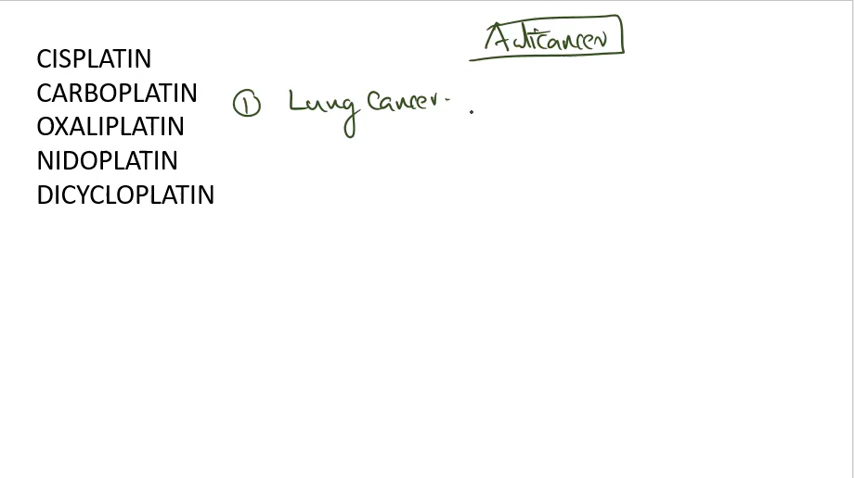 Anticancer
CISPLATIN
CARBOPLATIN
① Lung Cancer.
OXALIPLATIN
NIDOPLATIN
DICYCLOPLATIN